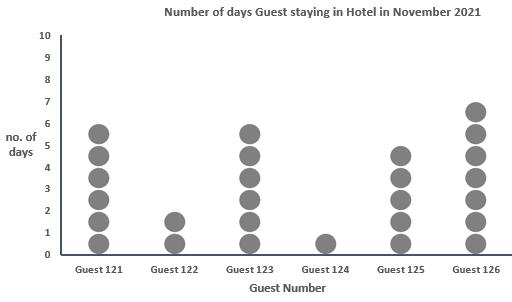 Number of days Guest staying in Hotel in November 2021
10
9
8
7
6
no. of
days
5
4
3
2
1
0
Guest 121 Guest 122 Guest 123 Guest 124 Guest 125 Guest 126
Guest Number